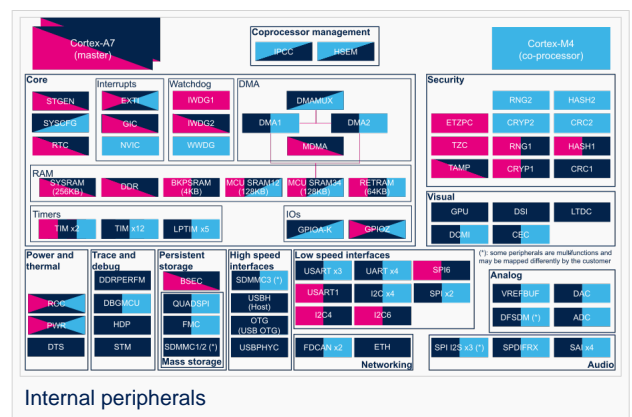 Cortex-A7
(master)
Coprocessor management
IPCC
HSEM
Cortex-M4
(co-processor)
Core
STGEN
SYSCFG
RTC
Interrupts
EXTI
GIC
NVIC
Watchdog
IWDG1
IWDG2
WWDG
DMA
DMAMUX
DMA1
DMA2
MDMA
RAM
SYSRAM
(256KB)
DDR
BKPSRAM
(4KB)
MCU SRAM12
(128KB)
MCU SRAM34
(128KB)
RETRAM
(64KB)
Timers
TIM x2
TIM x12
LPTIM x5
IOs
GPIOA-K
GPIOZ
Security
RNG2
HASH2
ETZPC
CRYP2
CRC2
TZC
RNG1
HASH1
TAMP
CRYP1
CRC1
Visual
GPU
DSI
LTDC
DCMI
CEC
(*): some peripherals are multifunctions and
may be mapped differently by the customer
Power and
thermal
ROC
PWR
DTS
Trace and
debug
DDRPERFM
DBGMCU
HDP
STM
Persistent
storage
BSEC
QUADSPI
FMC
SDMMC1/2 (*)
Mass storage
High speed
interfaces
SDMMC3 (*)
USBH
(Host)
OTG
(USB OTG)
USBPHYC
Low speed interfaces
USART x3
UART x4
SPI6
USART1
I2C x4
SPI x2
I2C4
I2C6
FDCAN x2
ETH
Networking
Analog
VREFBUF
DAC
DFSDM (*)
ADC
SPI I2S x3 (*)
SPDIFRX
SAI x4
Audio
Internal peripherals